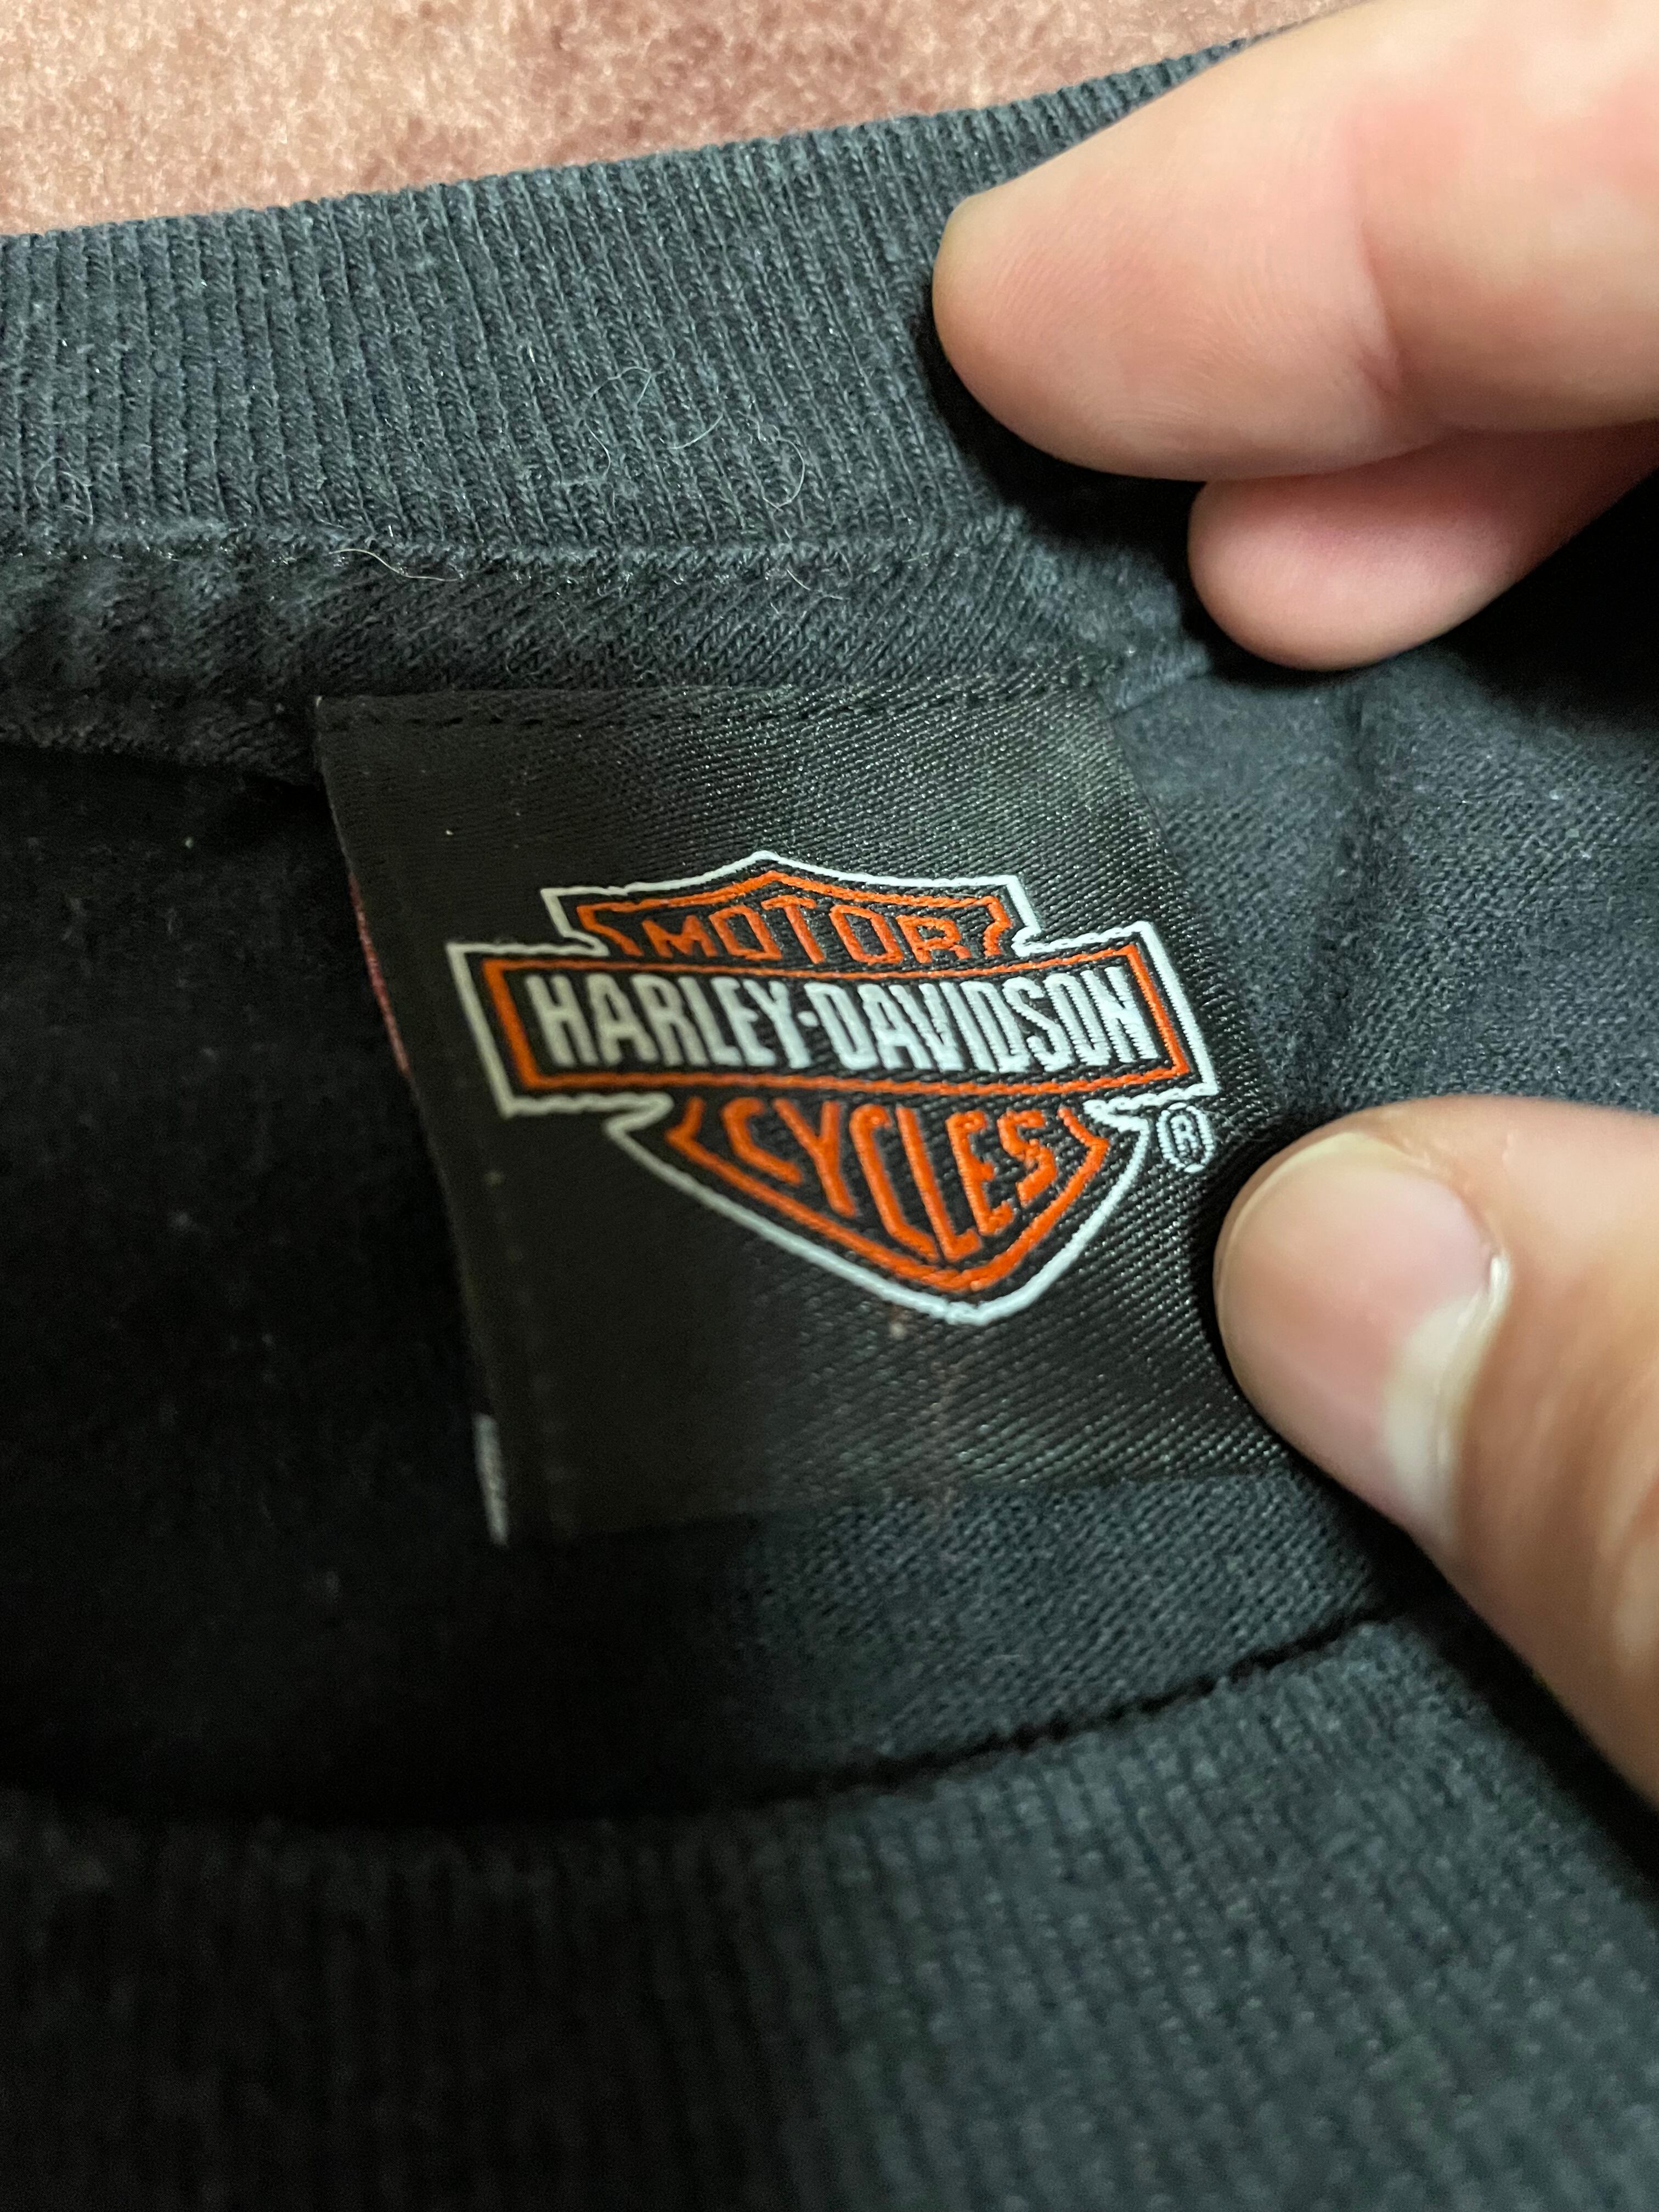 MOTOR
HARLEY-DAVIDSON
CYCLES
®